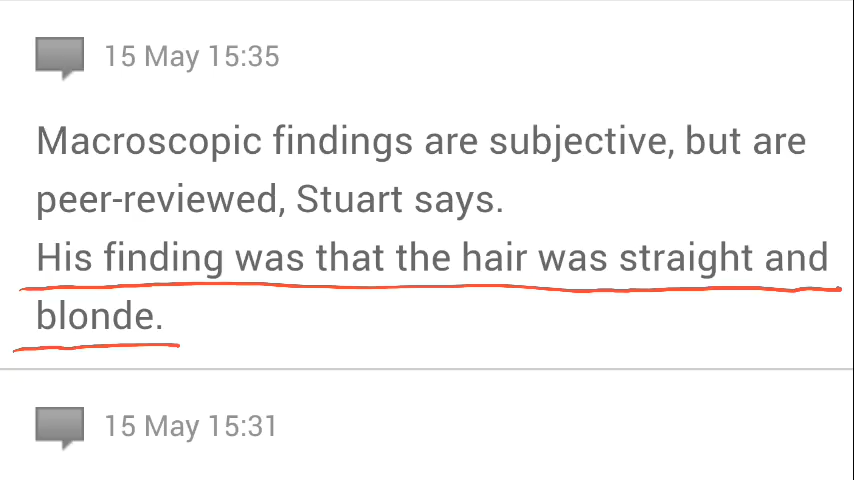 15 May 15:35
Macroscopic findings are subjective, but are
peer-reviewed, Stuart says.
His finding was that the hair was straight and
blonde.
15 May 15:31